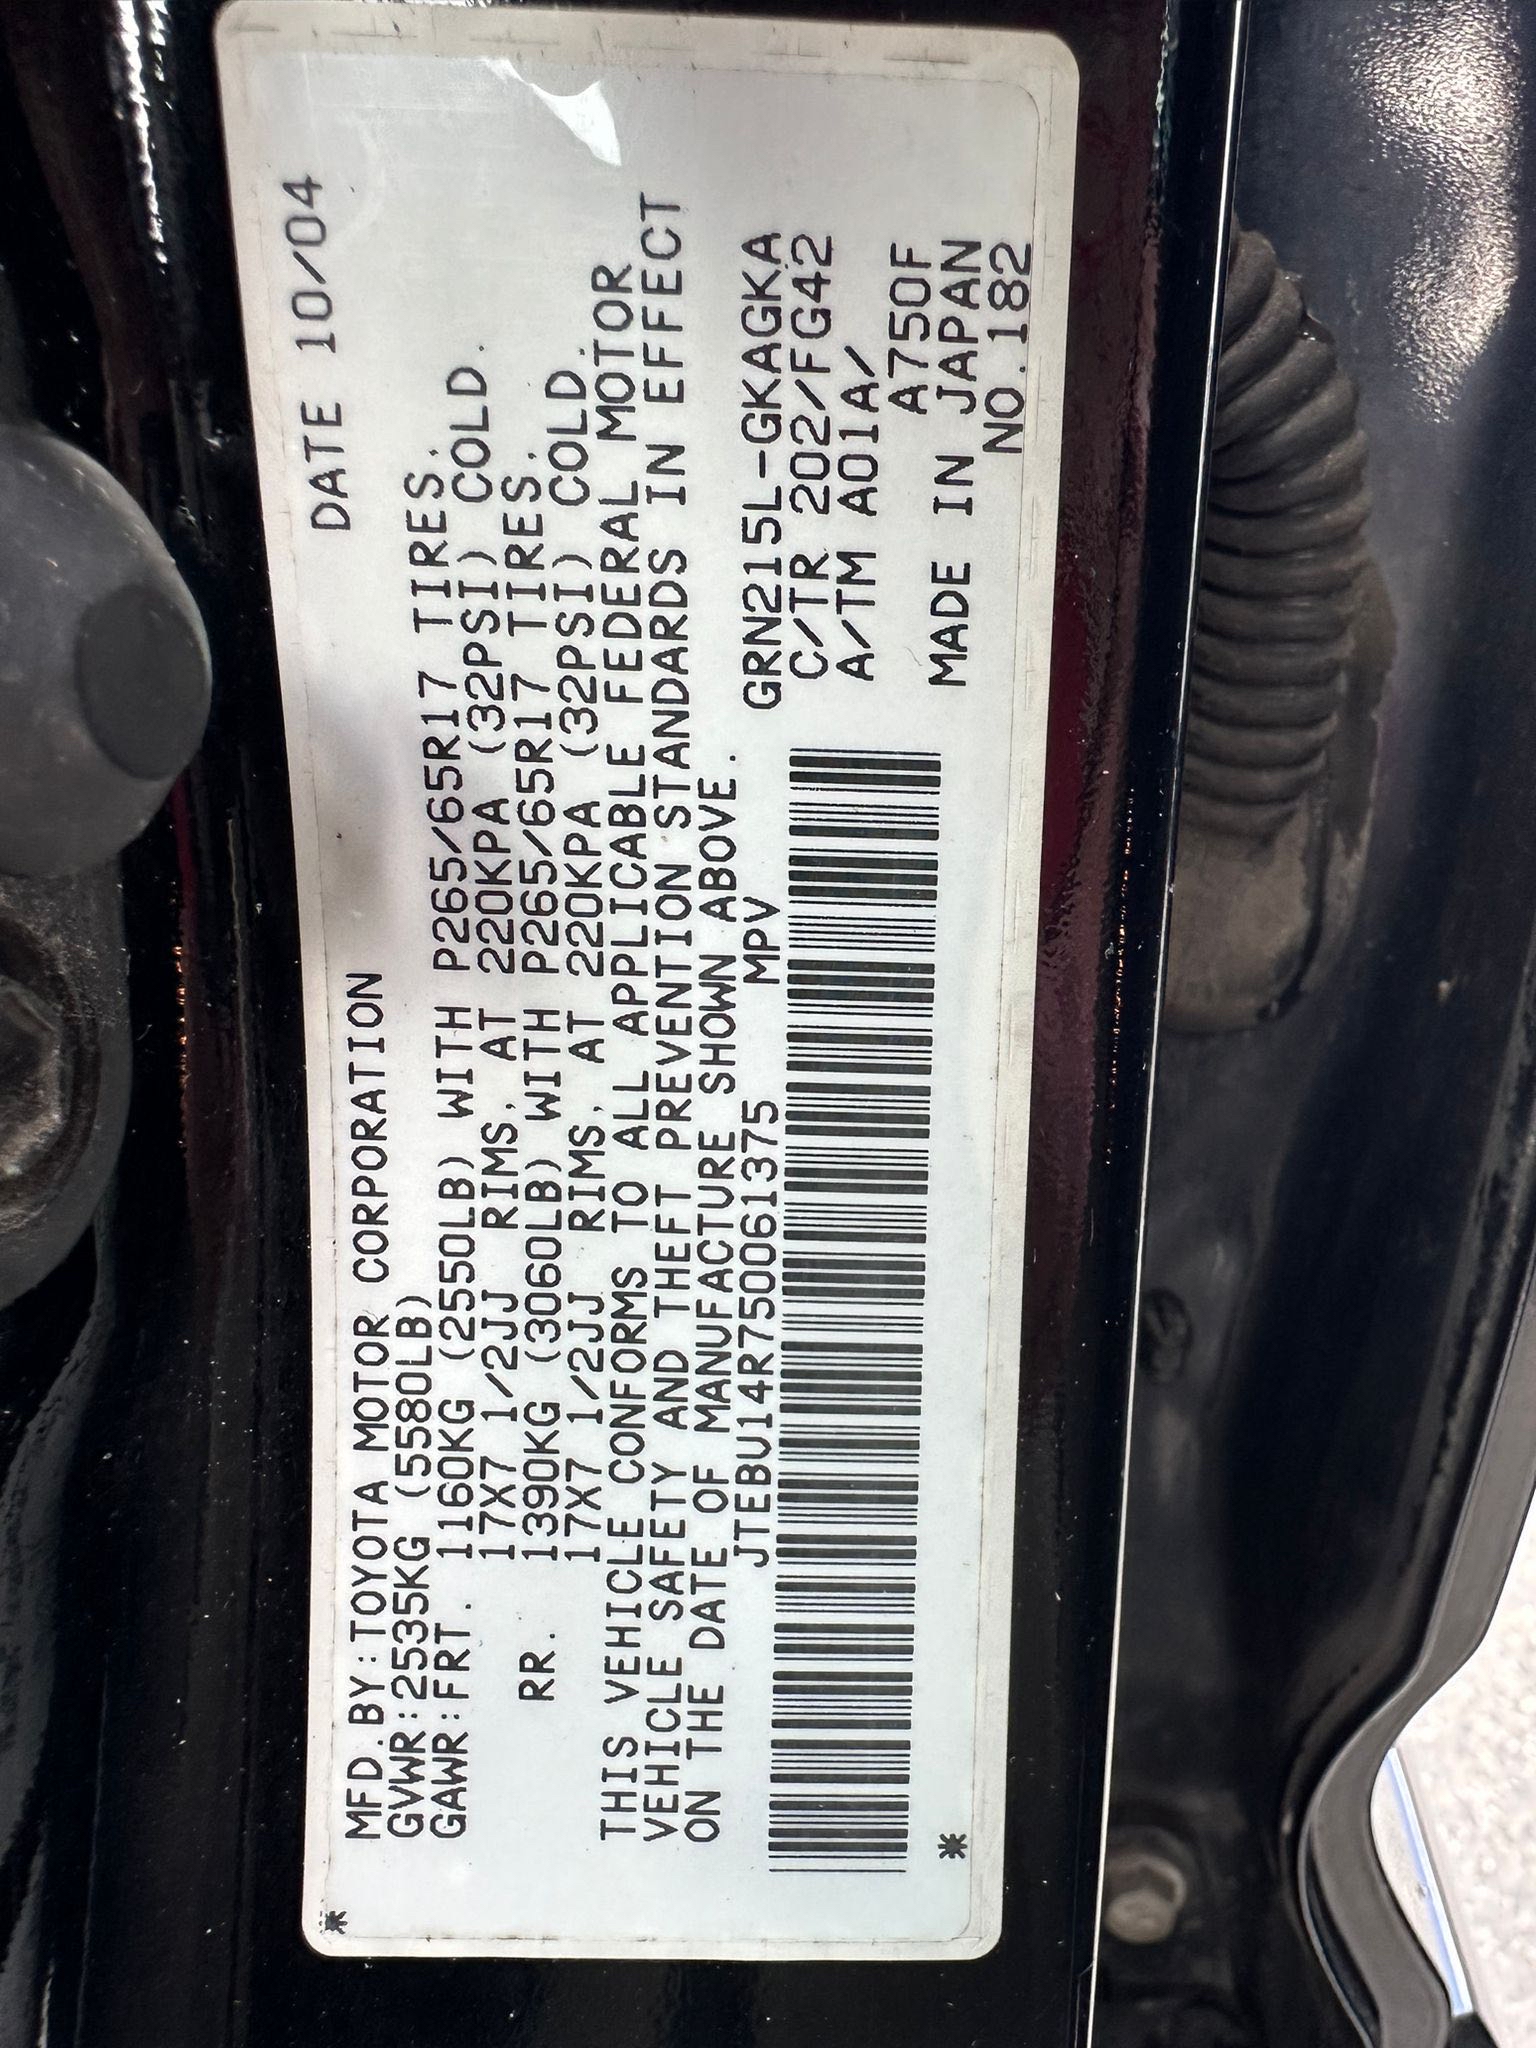 MFD.BY:TOYOTA MOTOR CORPORATION DATE 10/04
GVWR:2535KG (5580LB)
GAWR:FRT. 1160KG (2550LB) WITH P265/65R17 TIRES.
17X7 1/2JJ RIMS, AT 220KPA (32PSI) COLD.
RR. 1390KG (3060LB) WITH P265/65R17 TIRES.
17X7 1/2JJ RIMS, AT 220KPA (32PSI) COLD.
THIS VEHICLE CONFORMS TO ALL APPLICABLE FEDERAL MOTOR
VEHICLE SAFETY AND THEFT PREVENTION STANDARDS IN EFFECT
ON THE DATE OF MANUFACTURE SHOWN ABOVE.
JTEBU14R750061375 MPV GRN215L-GKAGKA
C/TR 202/FG42
A/TM A01A/
A750F
MADE IN JAPAN
NO.182